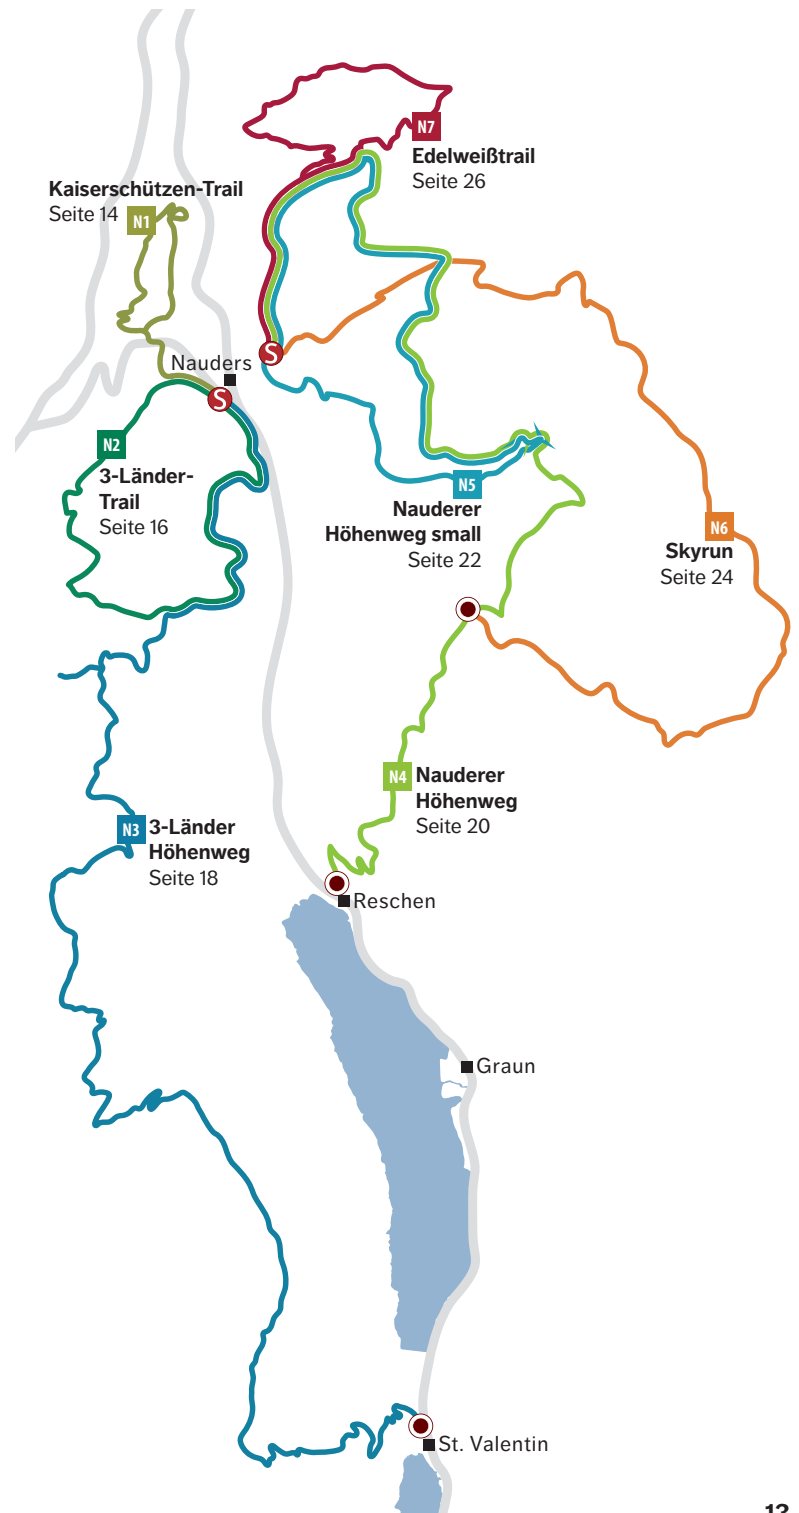 N7
Edelweißtrail
Seite 26
Kaiserschützen-Trail
Seite 14
N1
S
Nauders
S
N2
3-Länder-
Trail
Seite 16
N5
Nauderer
Höhenweg small
Seite 22
N6
Skyrun
Seite 24
N4
Nauderer
Höhenweg
Seite 20
N3
3-Länder
Höhenweg
Seite 18
Reschen
Graun
St. Valentin
13